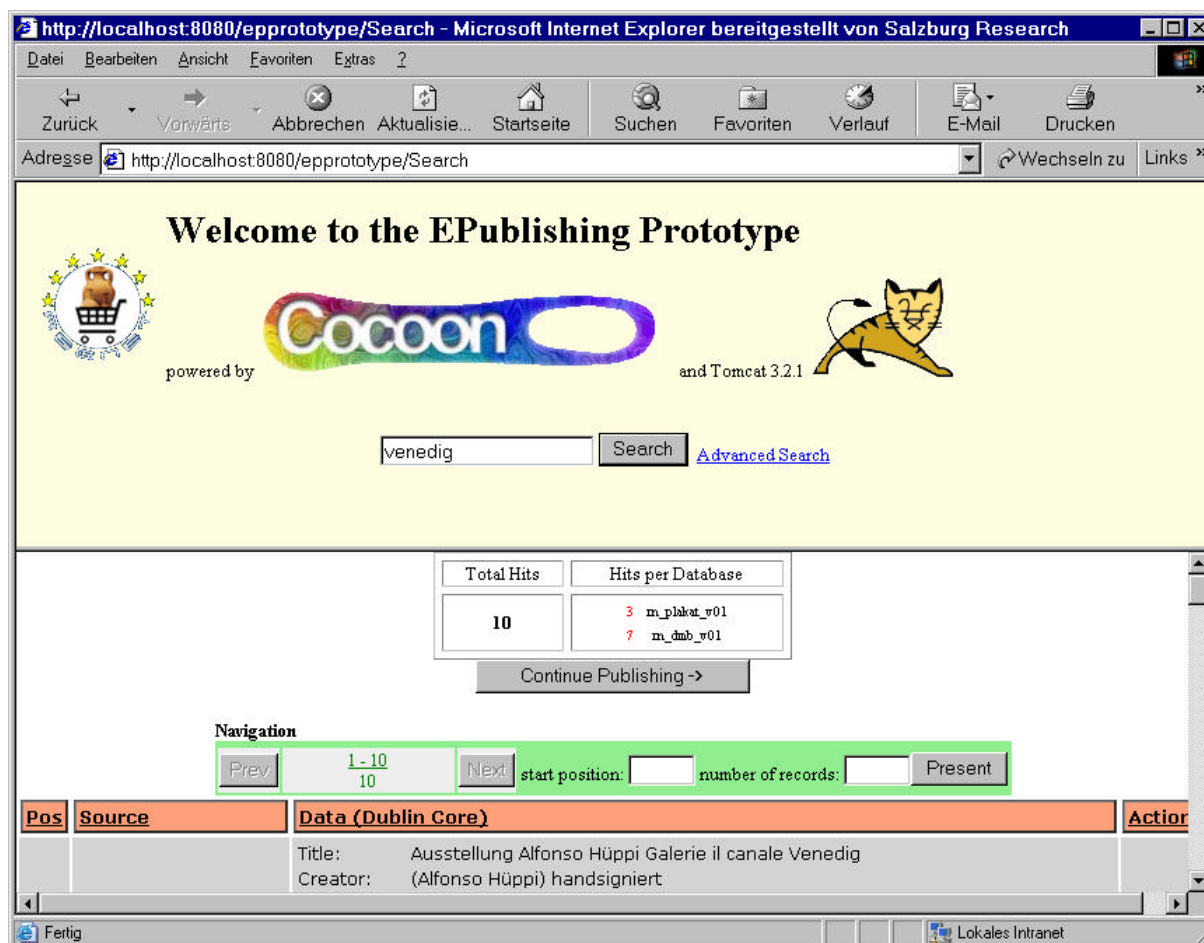 http://localhost:8080/epprototype/Search - Microsoft Internet Explorer bereitgestellt von Salzburg Research
Datei Bearbeiten Ansicht Favoriten Extras ?
Zurück Vorwärts Abbrechen Aktualisie... Startseite Suchen Favoriten Verlauf E-Mail Drucken »
Adresse http://localhost:8080/epprototype/Search Wechseln zu Links »
Welcome to the EPublishing Prototype
powered by Cocoon and Tomcat 3.2.1
venedig Search Advanced Search
Total Hits Hits per Database
10
3 m_plakat_v01
7 m_dmb_v01
Continue Publishing ->
Navigation
Prev 1 - 10 Next start position: number of records: Present
10
Pos Source Data (Dublin Core) Action
Title: Ausstellung Alfonso Hüppi Galerie il canale Venedig
Creator: (Alfonso Hüppi) handsigniert
Fertig Lokales Intranet